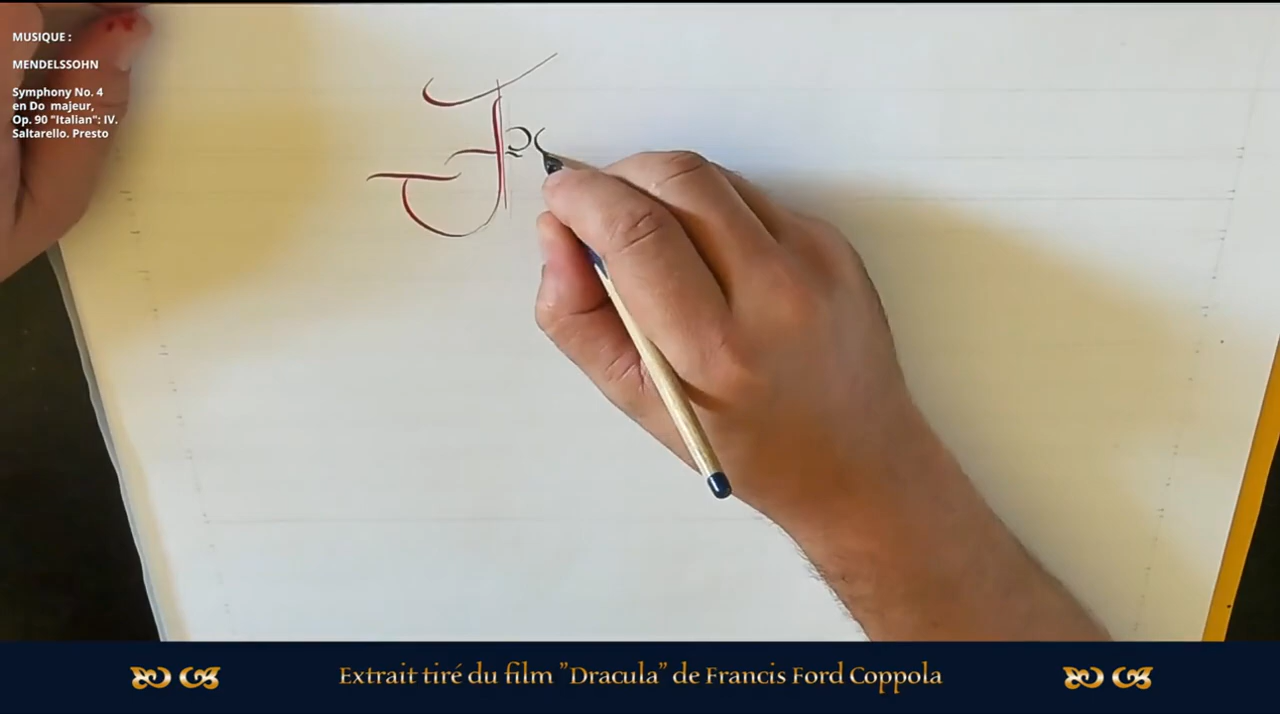 MUSIQUE :
MENDELSSOHN
Symphony No. 4
en Do majeur,
Op. 90 "Italian": IV.
Saltarello. Presto
Extrait tiré du film "Dracula" de Francis Ford Coppola